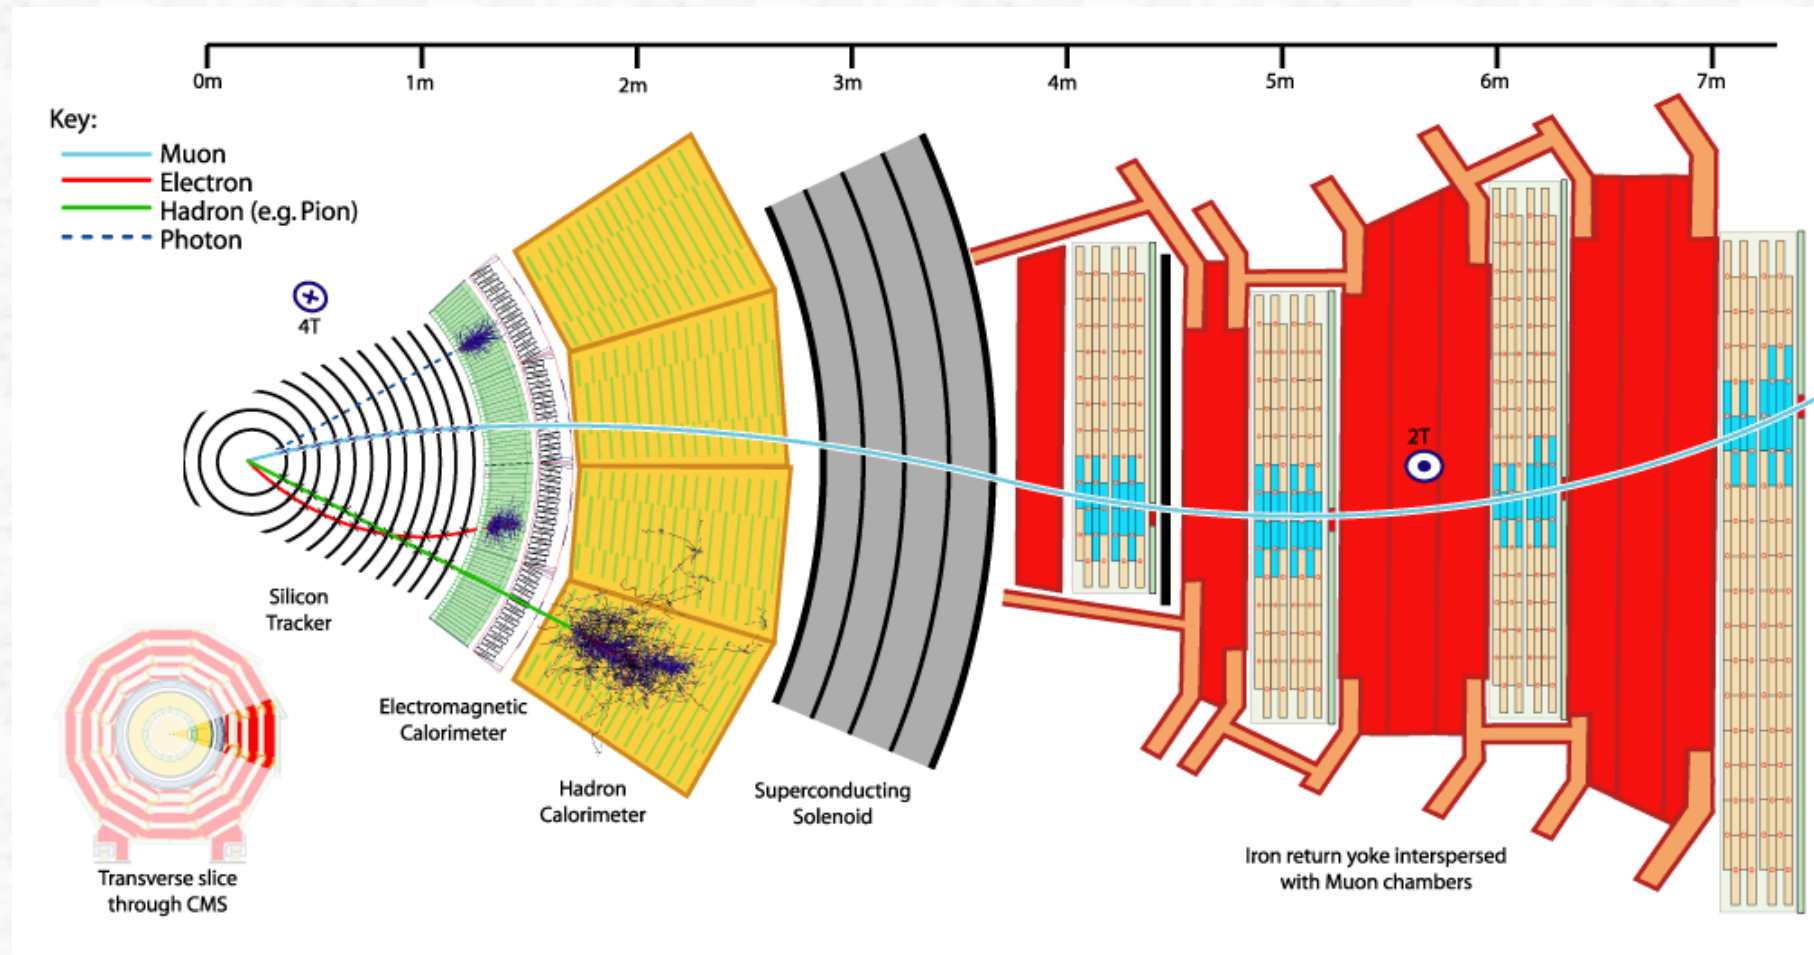 0m 1m 2m 3m 4m 5m 6m 7m
Key:
Muon
Electron
Hadron (e.g. Pion)
Photon
4T
2T
Silicon
Tracker
Electromagnetic
Calorimeter
Hadron
Calorimeter
Superconducting
Solenoid
Iron return yoke interspersed
with Muon chambers
Transverse slice
through CMS